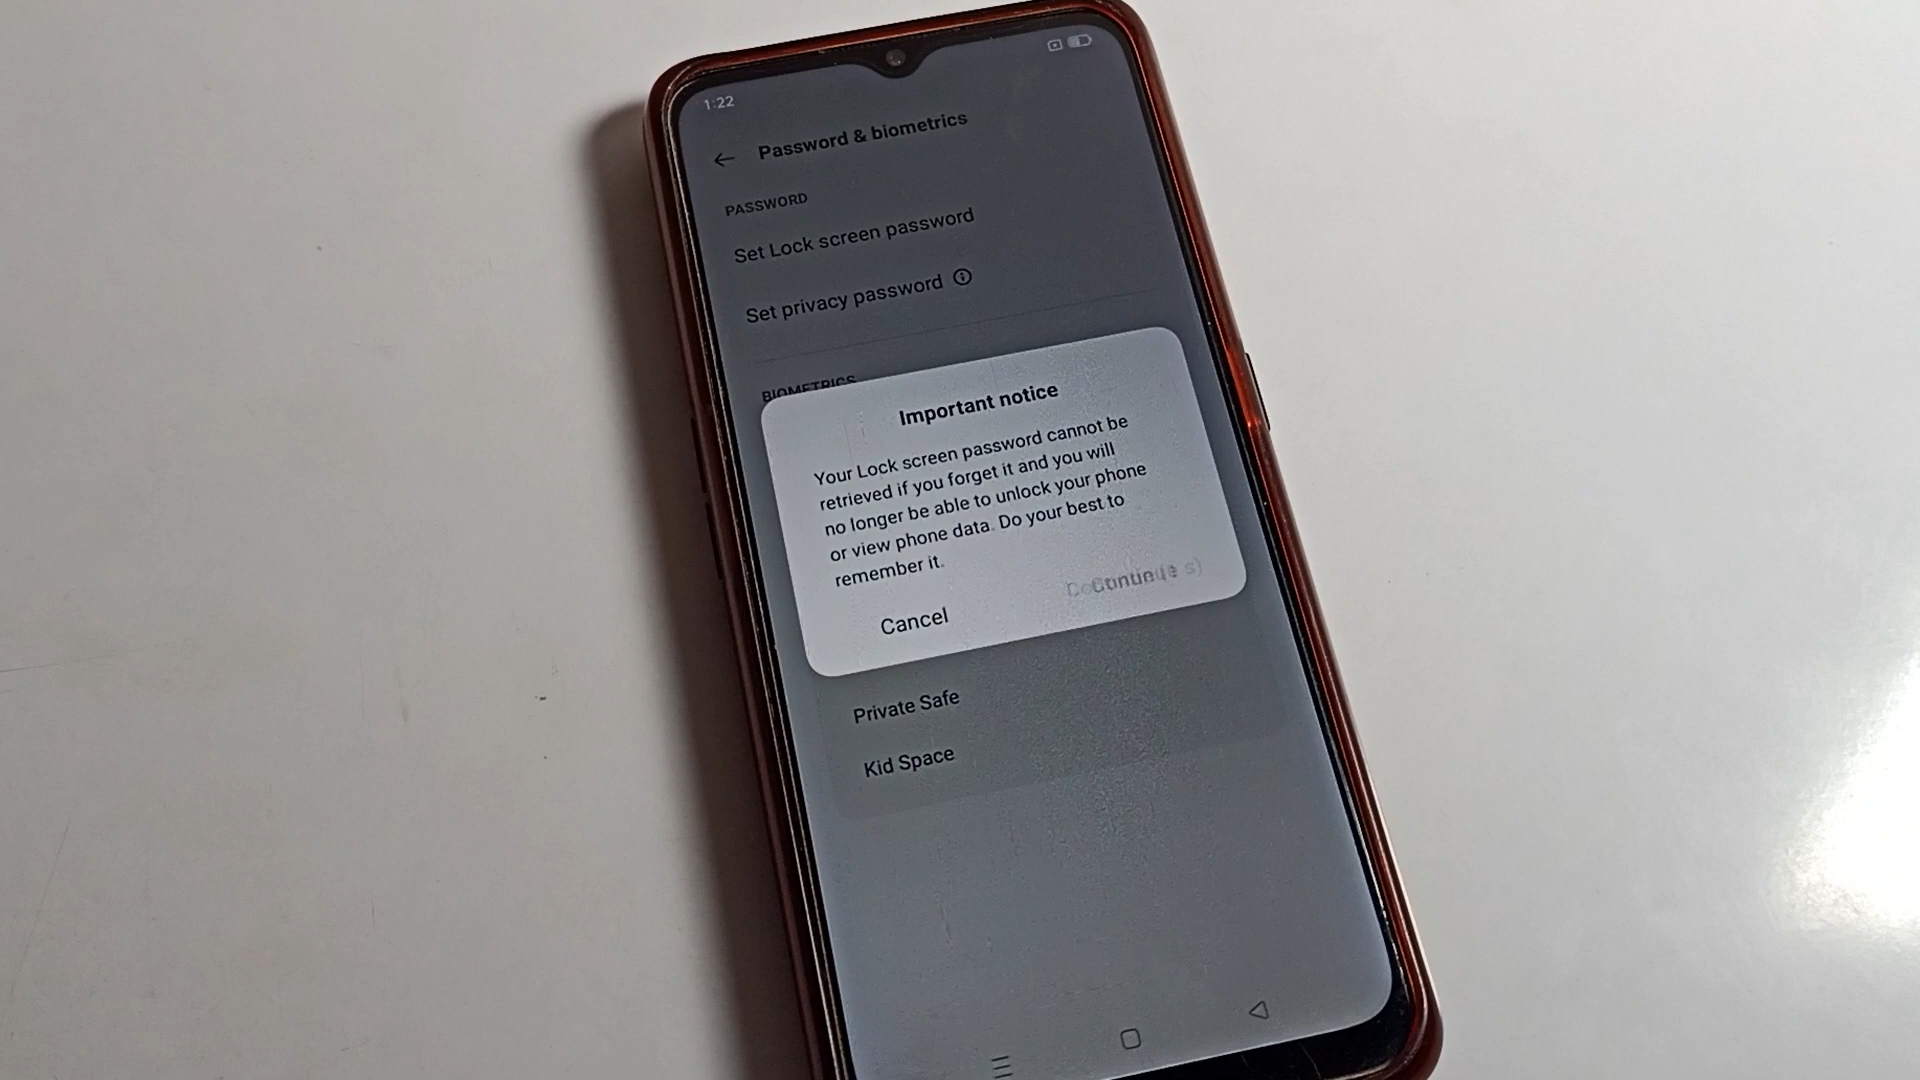 1:22
Password & biometrics
PASSWORD
Set Lock screen password
Set privacy password
BIOMETRICS
Important notice
Your Lock screen password cannot be
retrieved if you forget it and you will
no longer be able to unlock your phone
or view phone data. Do your best to
remember it.
Cancel
Private Safe
Kid Space